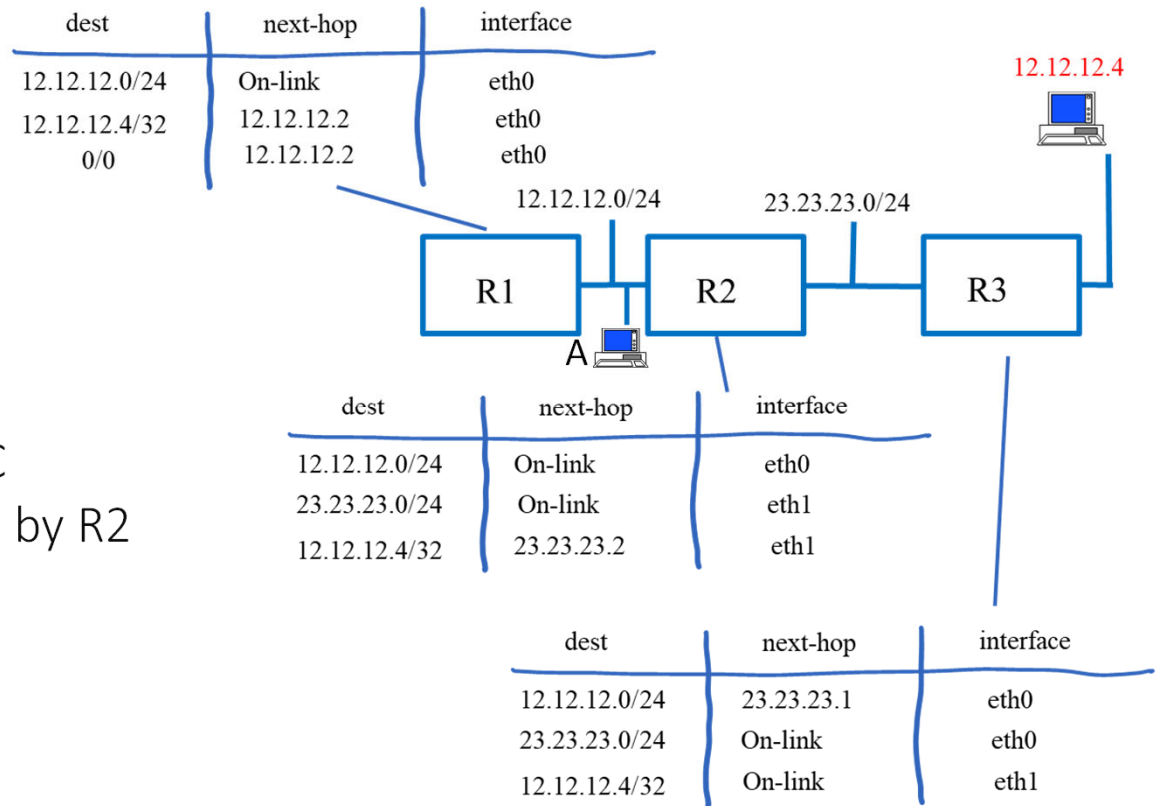 dest next-hop interface
12.12.12.0/24 On-link eth0
12.12.12.4/32 12.12.12.2 eth0
0/0 12.12.12.2 eth0
12.12.12.4
12.12.12.0/24 23.23.23.0/24
R1 R2 R3
A
dest next-hop interface
12.12.12.0/24 On-link eth0
23.23.23.0/24 On-link eth1
12.12.12.4/32 23.23.23.2 eth1
by R2
dest next-hop interface
12.12.12.0/24 23.23.23.1 eth0
23.23.23.0/24 On-link eth0
12.12.12.4/32 On-link eth1